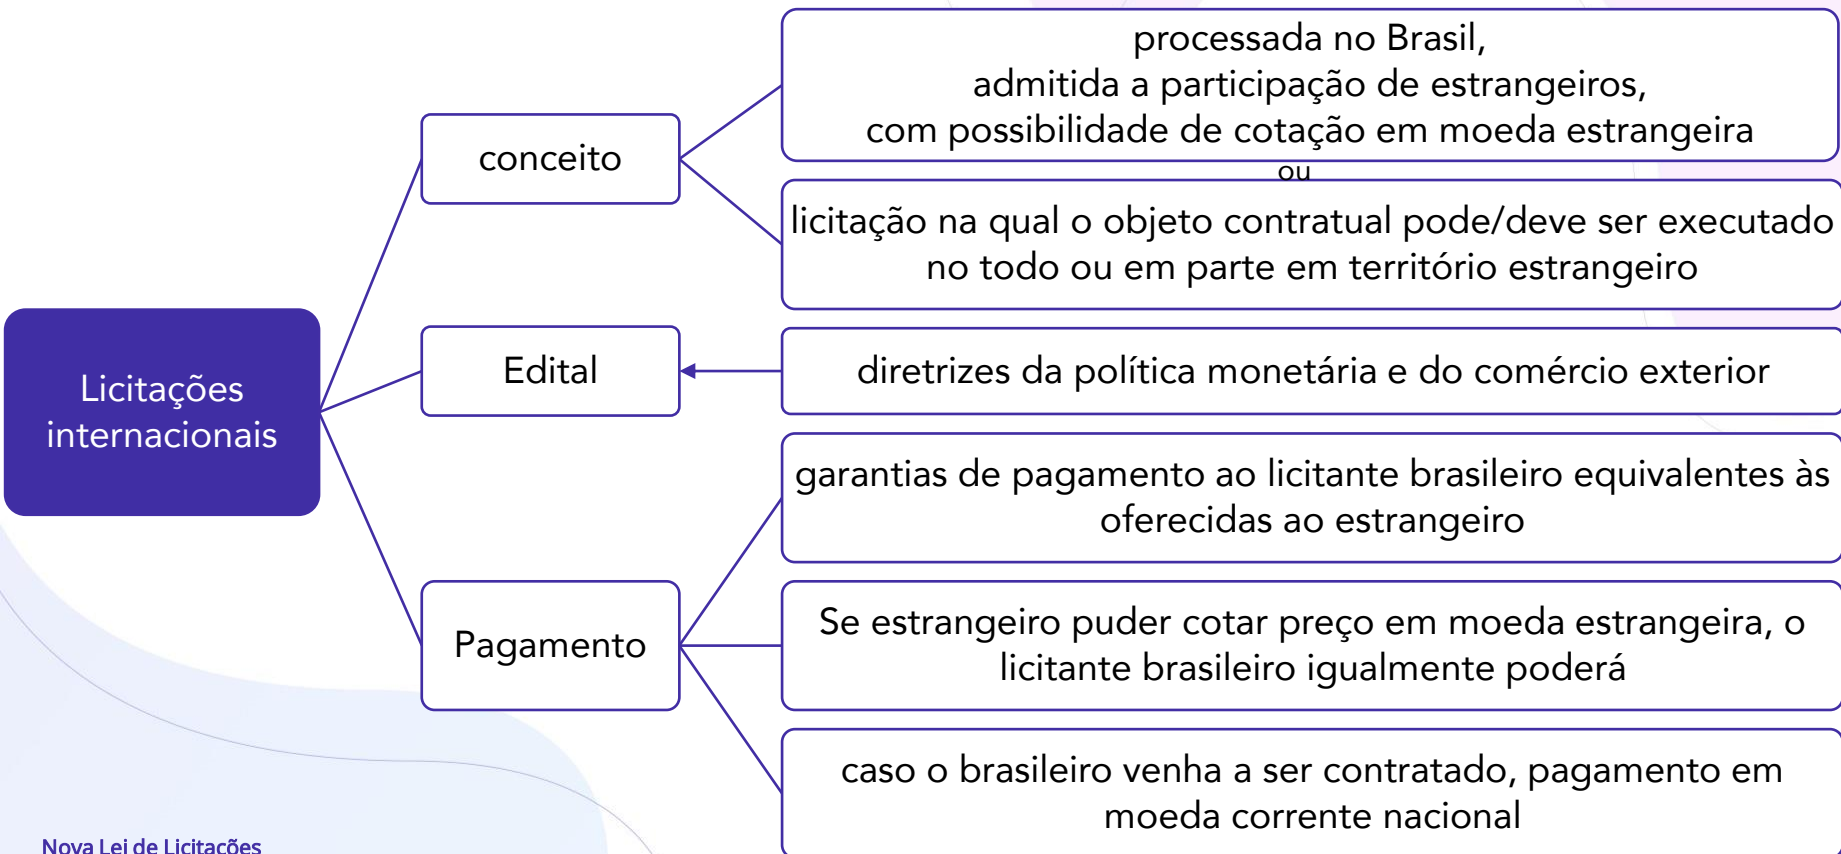 Licitações
internacionais
conceito
processada no Brasil,
admitida a participação de estrangeiros,
com possibilidade de cotação em moeda estrangeira
ou
licitação na qual o objeto contratual pode/deve ser executado
no todo ou em parte em território estrangeiro
Edital
diretrizes da política monetária e do comércio exterior
Pagamento
garantias de pagamento ao licitante brasileiro equivalentes às
oferecidas ao estrangeiro
Se estrangeiro puder cotar preço em moeda estrangeira, o
licitante brasileiro igualmente poderá
caso o brasileiro venha a ser contratado, pagamento em
moeda corrente nacional
Nova Lei de Licitações